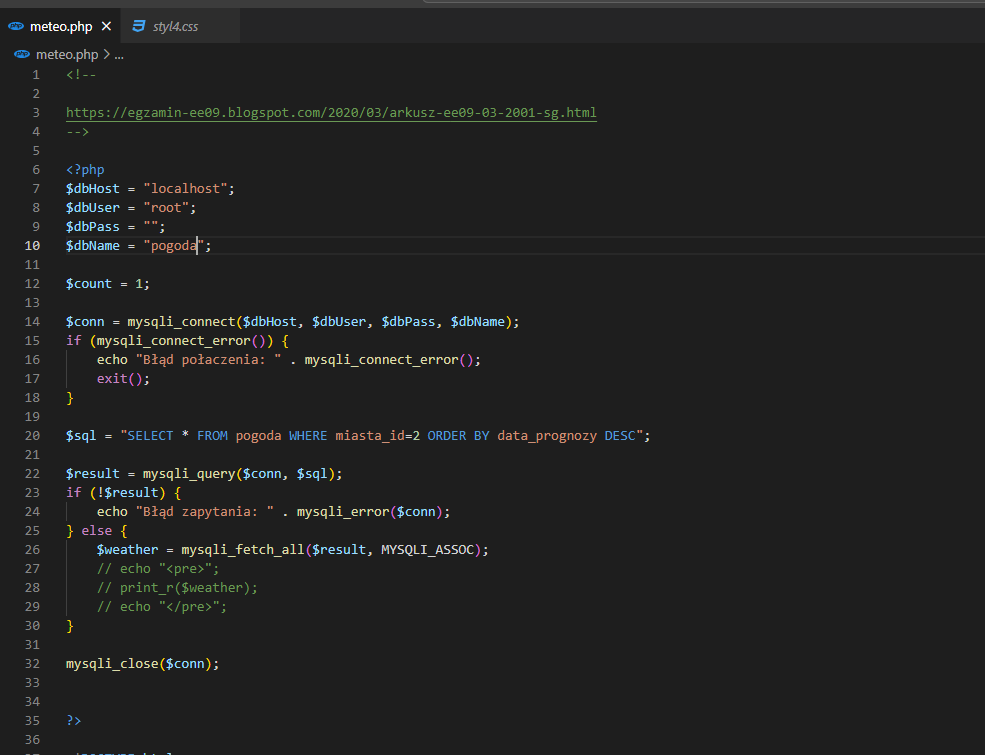 meteo.php
styl4.css
meteo.php > ...
1 <!--
2
3 https://egzamin-ee09.blogspot.com/2020/03/arkusz-ee09-03-2001-sg.html
4 -->
5
6 <?php
7 $dbHost = "localhost";
8 $dbUser = "root";
9 $dbPass = "";
10 $dbName = "pogoda";
11
12 $count = 1;
13
14 $conn = mysqli_connect($dbHost, $dbUser, $dbPass, $dbName);
15 if (mysqli_connect_error()) {
16 echo "Błąd połaczenia: " . mysqli_connect_error();
17 exit();
18 }
19
20 $sql = "SELECT * FROM pogoda WHERE miasta_id=2 ORDER BY data_prognozy DESC";
21
22 $result = mysqli_query($conn, $sql);
23 if (!$result) {
24 echo "Błąd zapytania: " . mysqli_error($conn);
25 } else {
26 $weather = mysqli_fetch_all($result, MYSQLI_ASSOC);
27 // echo "<pre>";
28 // print_r($weather);
29 // echo "</pre>";
30 }
31
32 mysqli_close($conn);
33
34
35 ?>
36